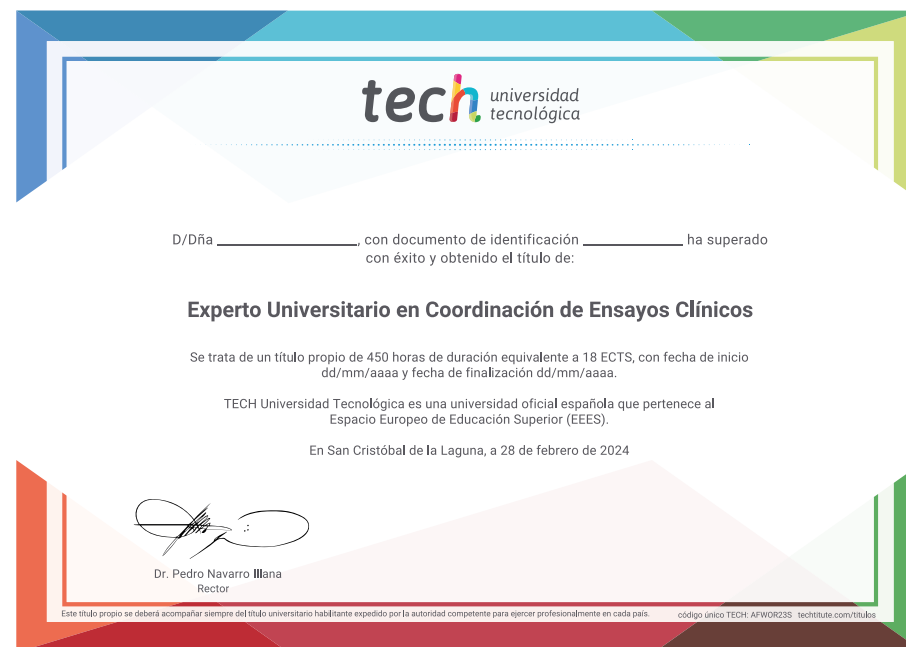 tech universidad
tecnológica
D/Dña ______________, con documento de identificación __________ ha superado
con éxito y obtenido el título de:
Experto Universitario en Coordinación de Ensayos Clínicos
Se trata de un título propio de 450 horas de duración equivalente a 18 ECTS, con fecha de inicio
dd/mm/aaaa y fecha de finalización dd/mm/aaaa.
TECH Universidad Tecnológica es una universidad oficial española que pertenece al
Espacio Europeo de Educación Superior (EEES).
En San Cristóbal de la Laguna, a 28 de febrero de 2024
Dr. Pedro Navarro Illana
Rector
Este título propio se deberá acompañar siempre del título universitario habilitante expedido por la autoridad competente para ejercer profesionalmente en cada país.
código único TECH: AFWOR23S techtitute.com/titulos